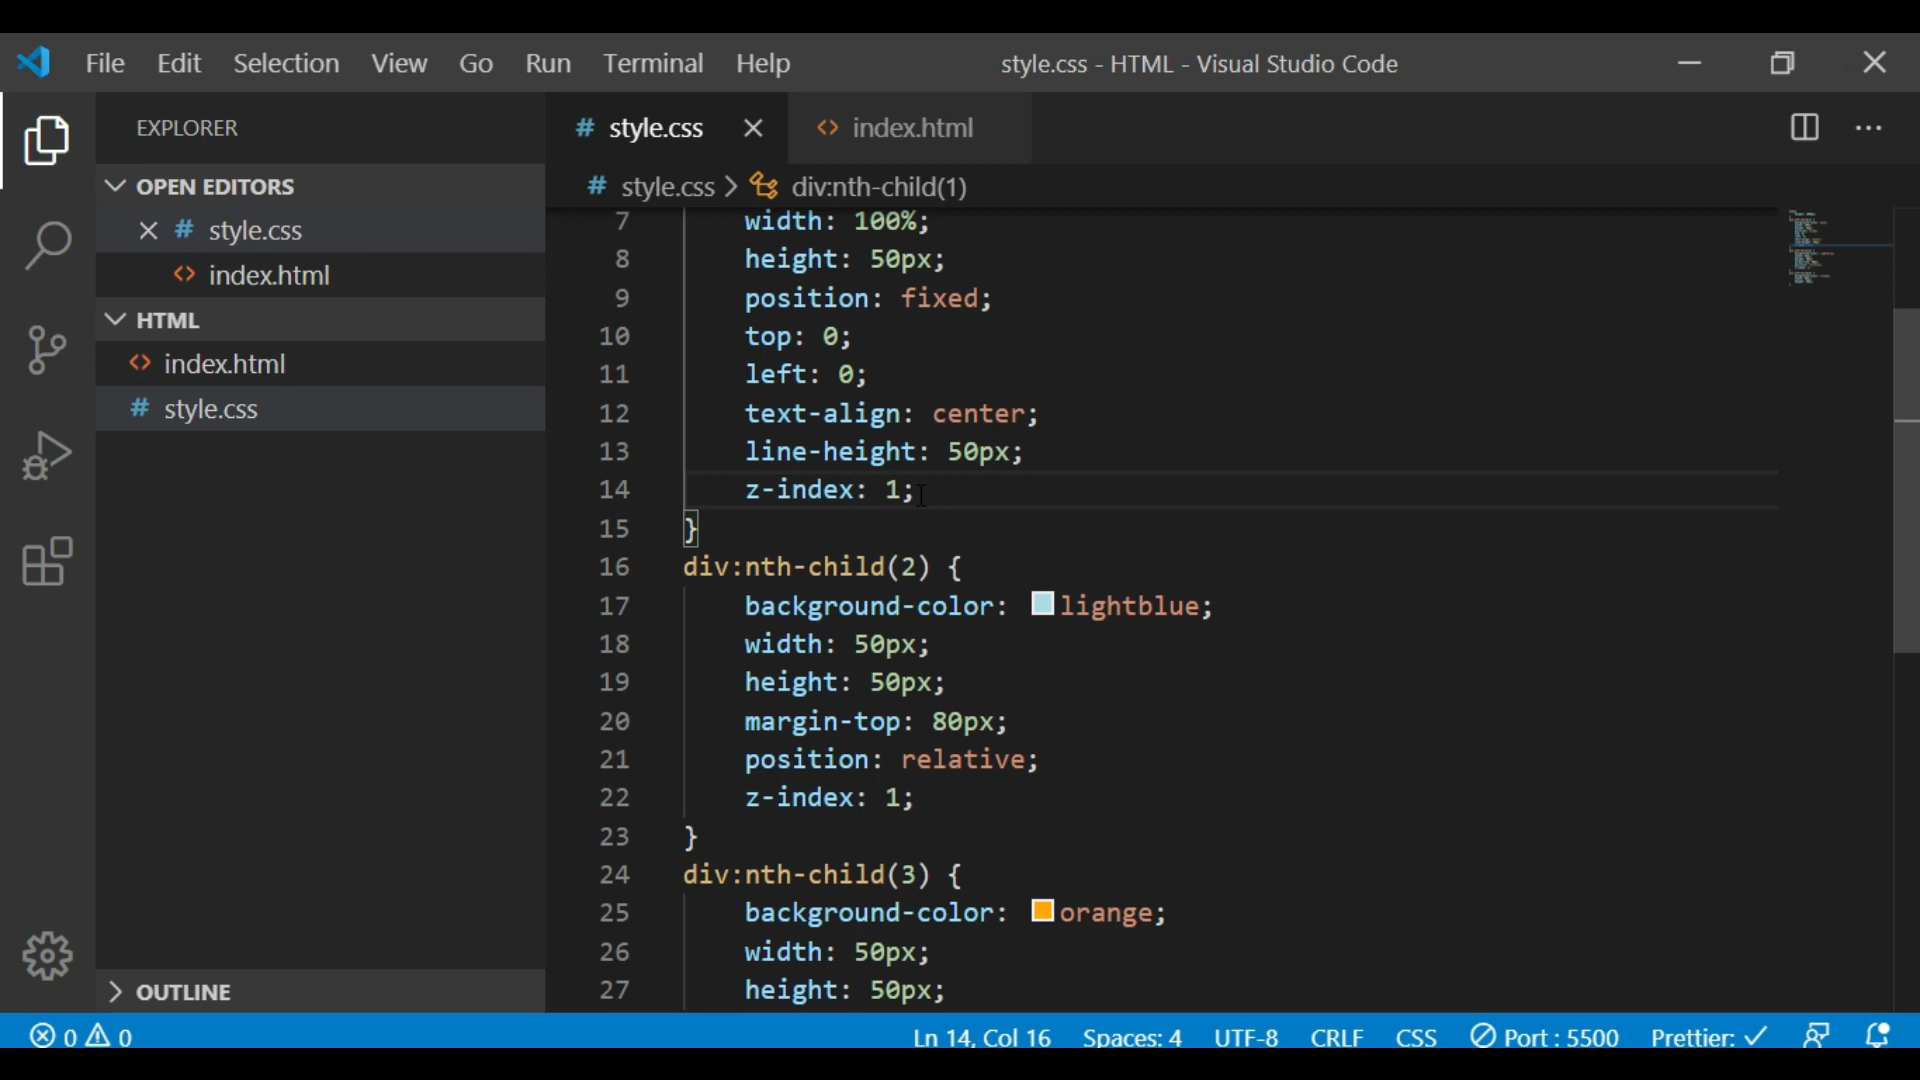 File Edit Selection View Go Run Terminal Help style.css - HTML - Visual Studio Code
EXPLORER
OPEN EDITORS
# style.css
<> index.html
HTML
<> index.html
# style.css
OUTLINE
# style.css <> index.html
# style.css > div:nth-child(1)
7 width: 100%;
8 height: 50px;
9 position: fixed;
10 top: 0;
11 left: 0;
12 text-align: center;
13 line-height: 50px;
14 z-index: 1;
15 }
16 div:nth-child(2) {
17 background-color: lightblue;
18 width: 50px;
19 height: 50px;
20 margin-top: 80px;
21 position: relative;
22 z-index: 1;
23 }
24 div:nth-child(3) {
25 background-color: orange;
26 width: 50px;
27 height: 50px;
0 0 Ln 14, Col 16 Spaces: 4 UTF-8 CRLF CSS Port : 5500 Prettier: ✓